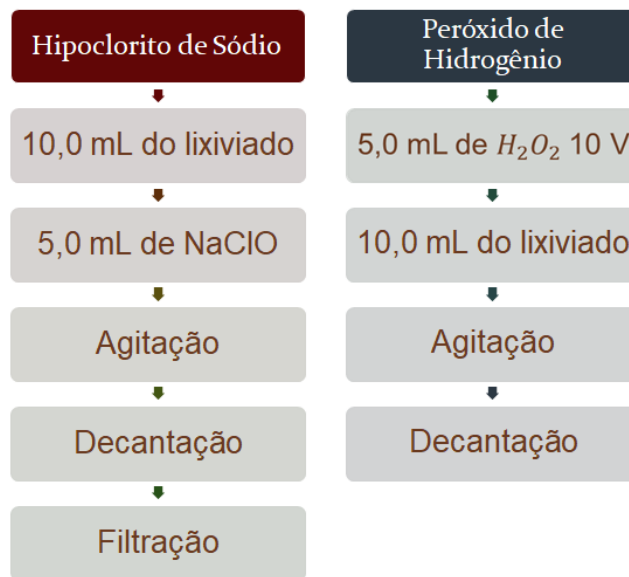 Hipoclorito de Sódio
10,0 mL do lixiviado
5,0 mL de NaClO
Agitação
Decantação
Filtração
Peróxido de
Hidrogênio
5,0 mL de H₂O₂ 10 V
10,0 mL do lixiviado
Agitação
Decantação